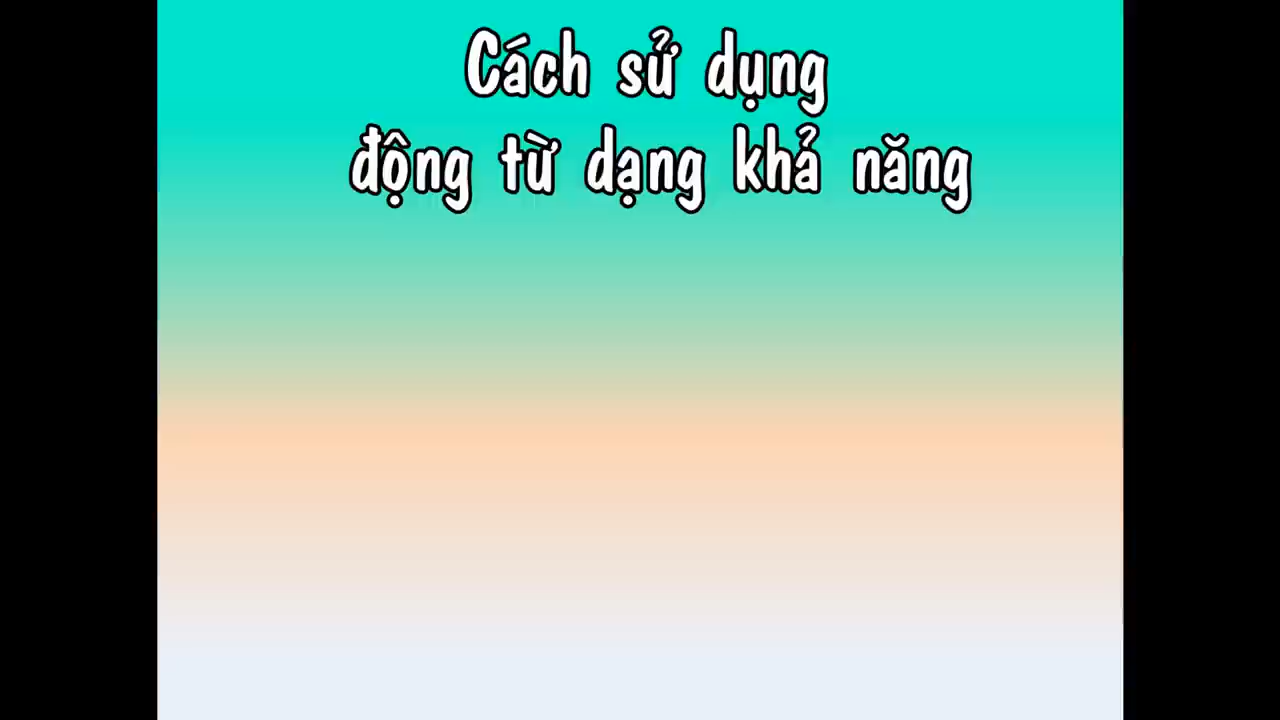 Cách sử dụng
động từ dạng khả năng